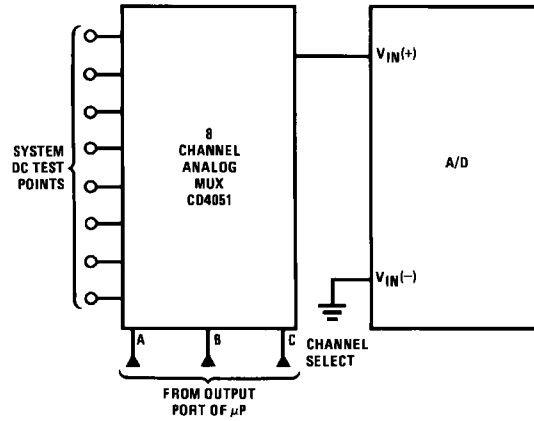 SYSTEM
DC TEST
POINTS
8
CHANNEL
ANALOG
MUX
CD4051
VIN(+)
A/D
VIN(−)
A
B
C
CHANNEL
SELECT
FROM OUTPUT
PORT OF μP